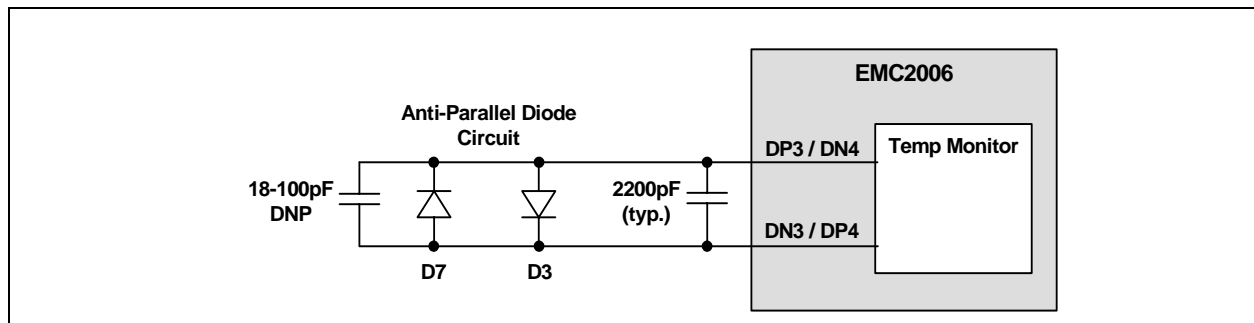 EMC2006
Anti-Parallel Diode
Circuit
DP3 / DN4
Temp Monitor
18-100pF
DNP
2200pF
(typ.)
DN3 / DP4
D7
D3